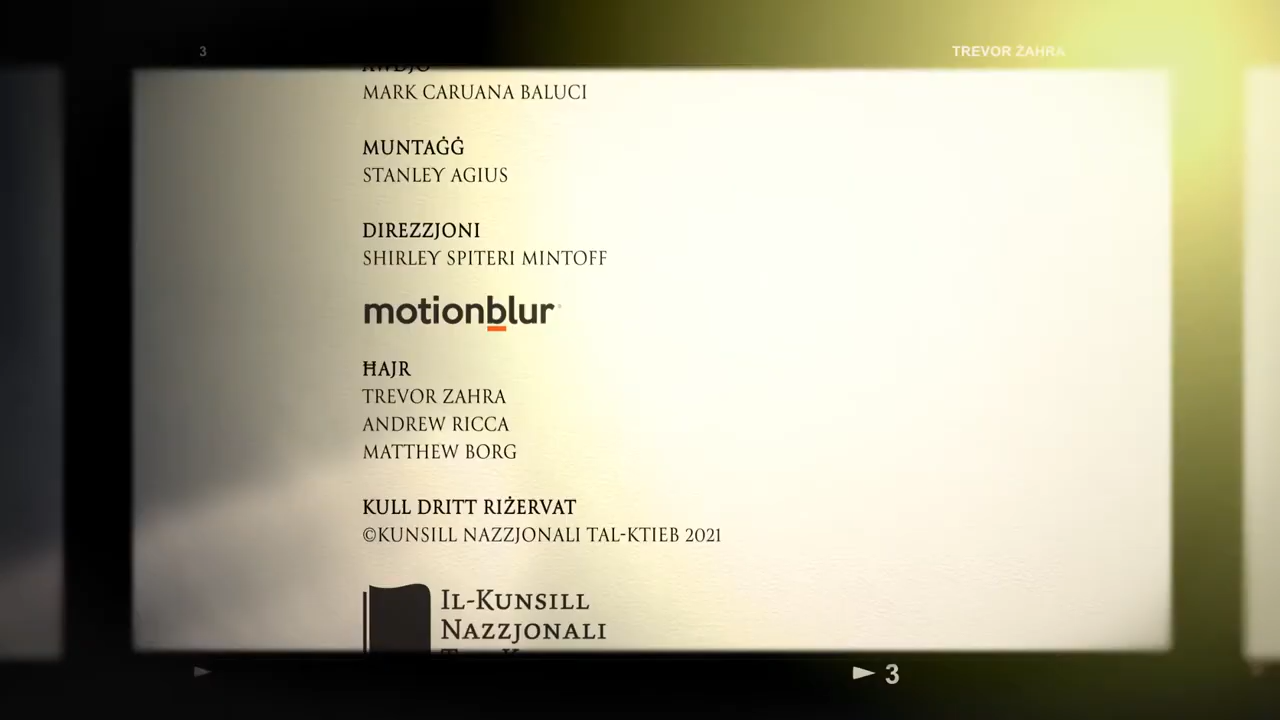 3
TREVOR ŻAHRA
AWDJO
MARK CARUANA BALUCI
MUNTAĠĠ
STANLEY AGIUS
DIREZZJONI
SHIRLEY SPITERI MINTOFF
motionblur
ĦAJR
TREVOR ZAHRA
ANDREW RICCA
MATTHEW BORG
KULL DRITT RIŻERVAT
©KUNSILL NAZZJONALI TAL-KTIEB 2021
IL-KUNSILL
NAZZJONALI
3